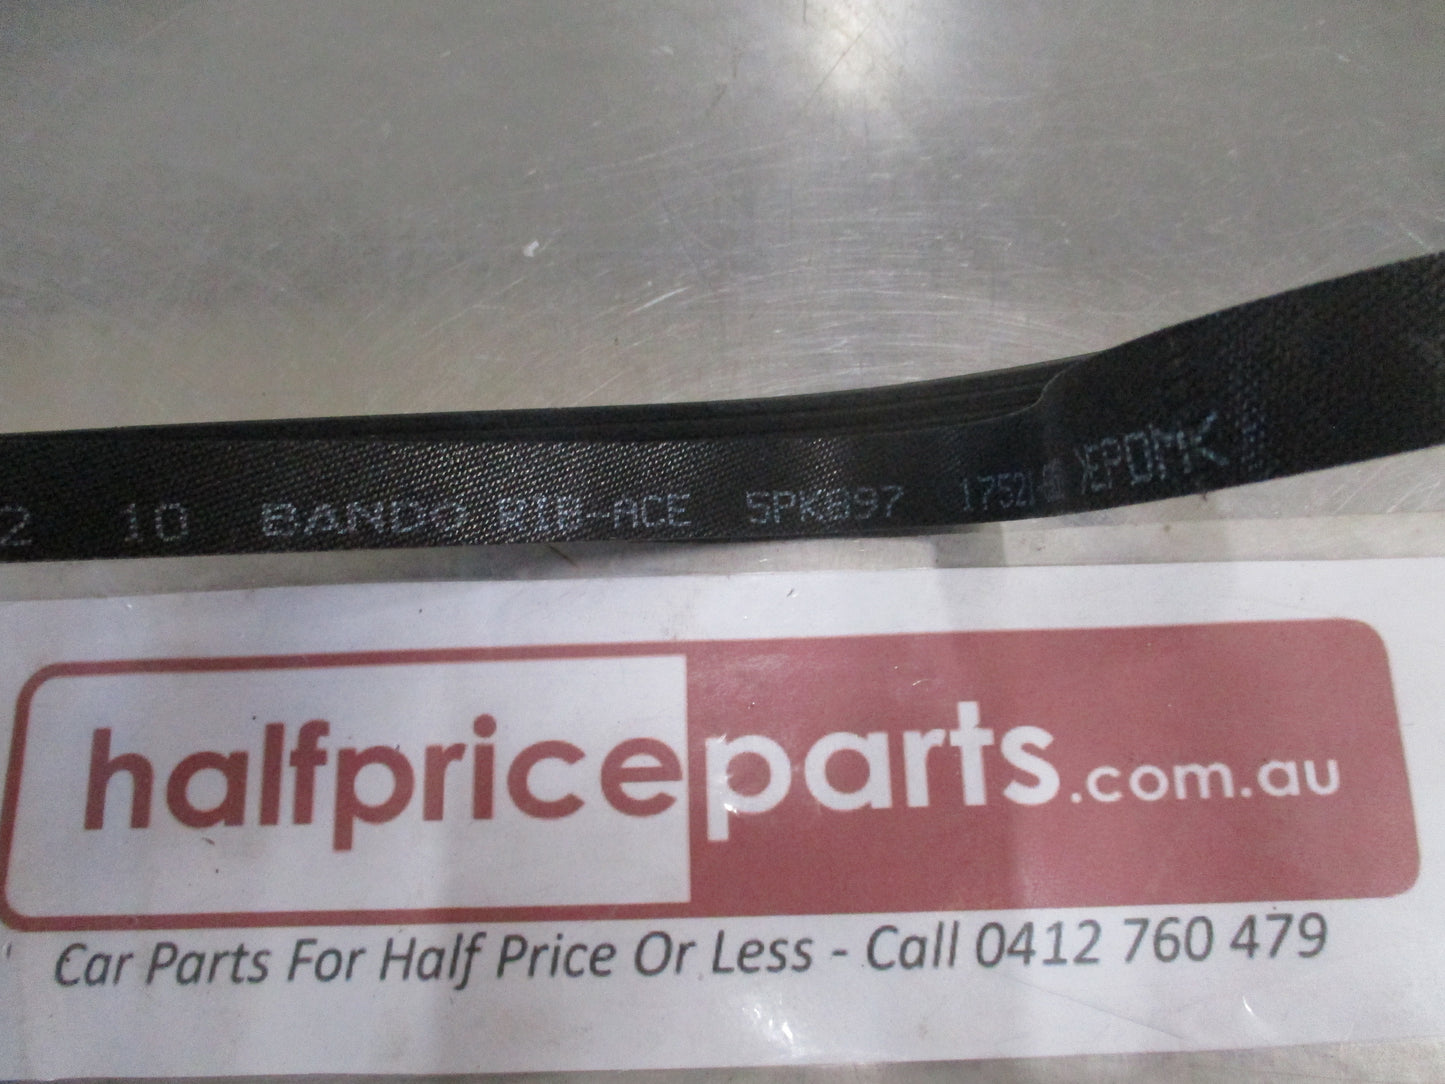 2 10 BANDO RIB-ACE 5PK897
halfpriceparts.com.au
Car Parts For Half Price Or Less - Call 0412 760 479